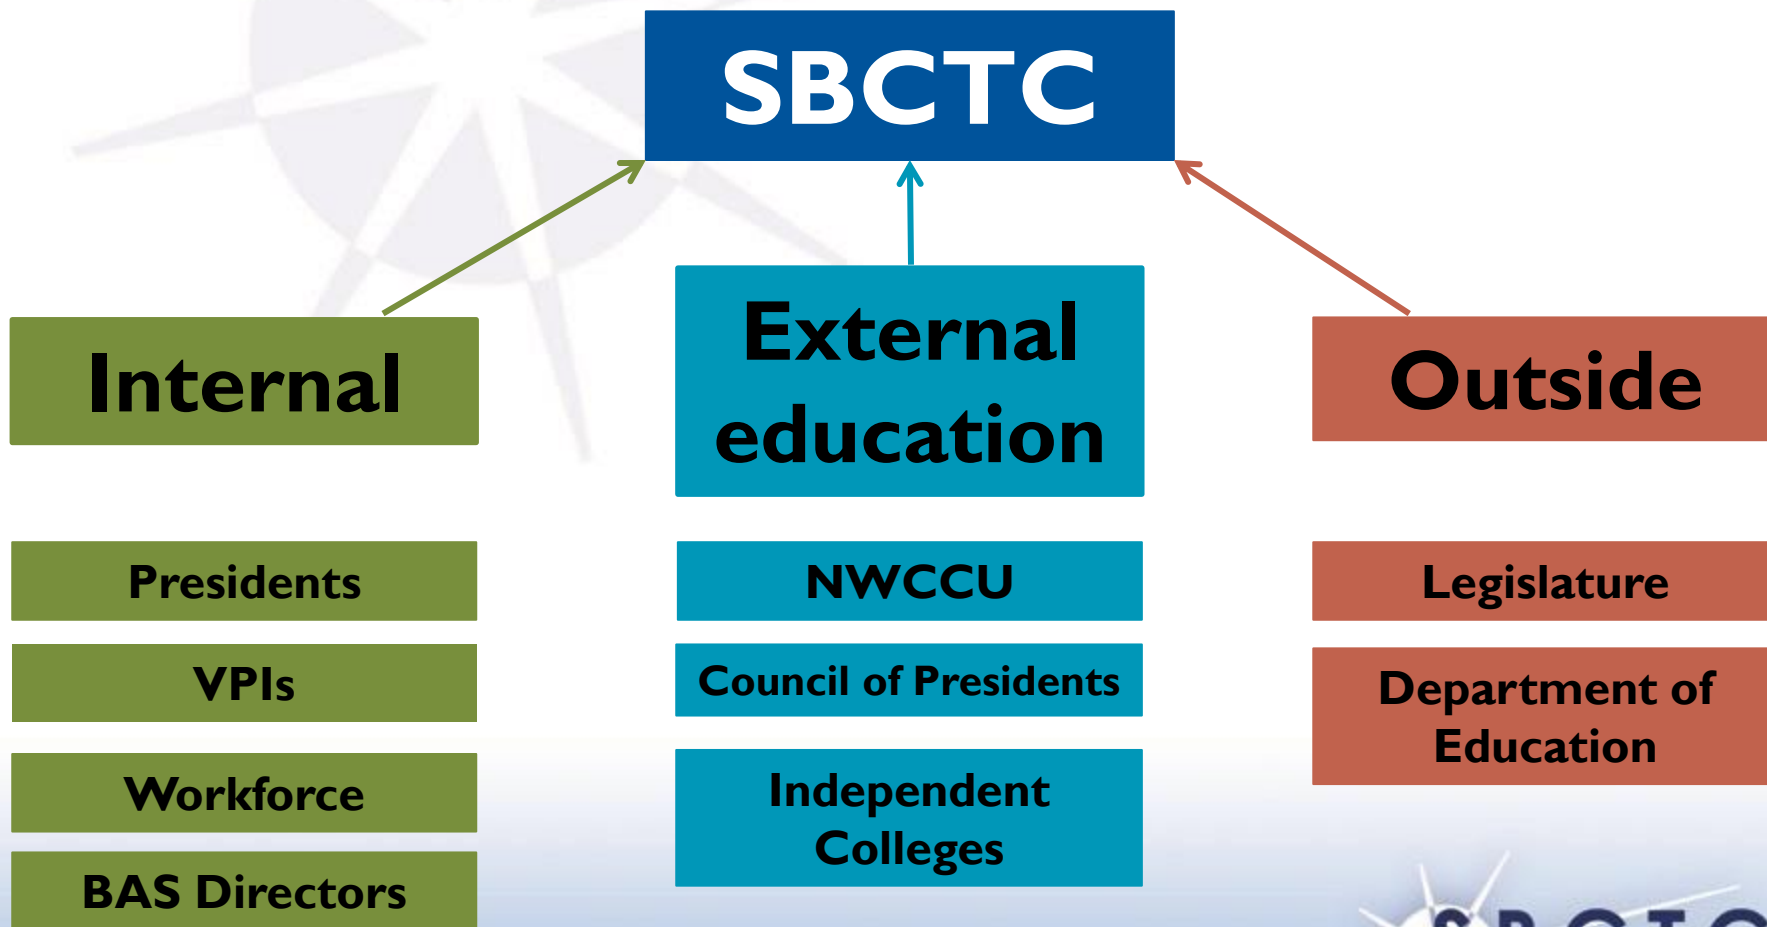 SBCTC
Internal
External
education
Outside
Presidents
VPIs
Workforce
BAS Directors
NWCCU
Council of Presidents
Independent
Colleges
Legislature
Department of
Education
SBCTC